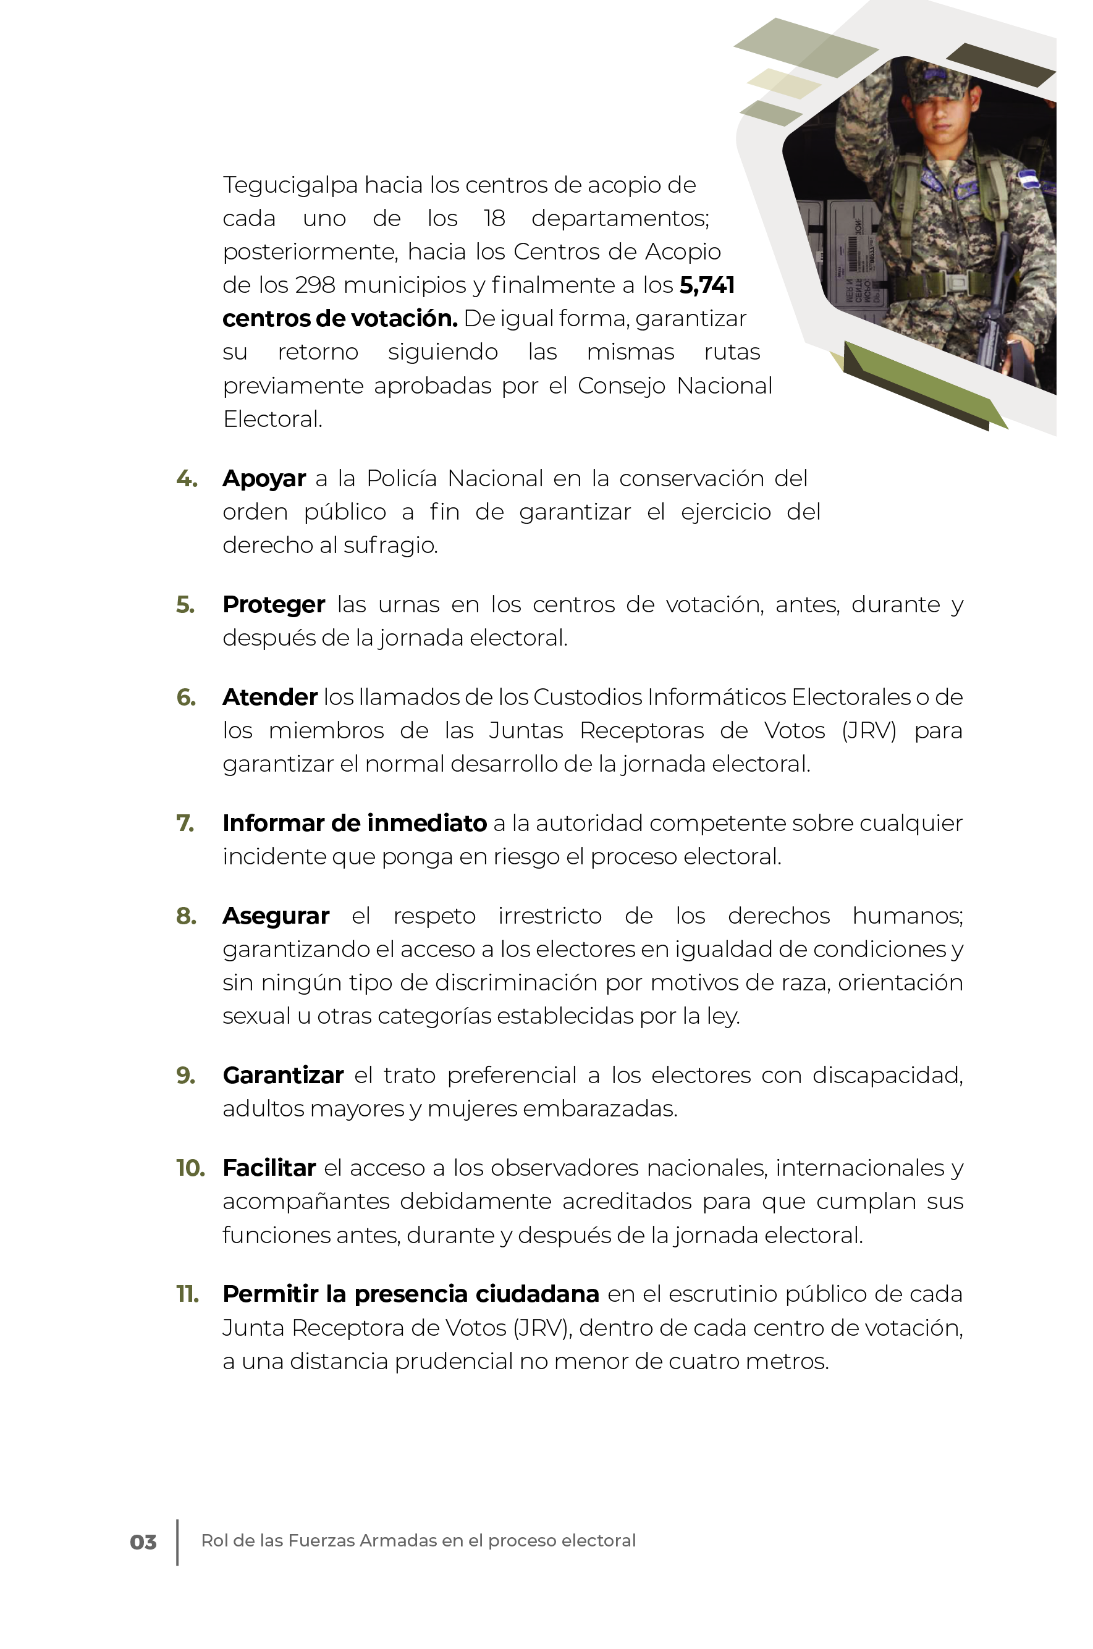 Tegucigalpa hacia los centros de acopio de
cada uno de los 18 departamentos;
posteriormente, hacia los Centros de Acopio
de los 298 municipios y finalmente a los 5,741
centros de votación. De igual forma, garantizar
su retorno siguiendo las mismas rutas
previamente aprobadas por el Consejo Nacional
Electoral.
4. Apoyar a la Policía Nacional en la conservación del
orden público a fin de garantizar el ejercicio del
derecho al sufragio.
5. Proteger las urnas en los centros de votación, antes, durante y
después de la jornada electoral.
6. Atender los llamados de los Custodios Informáticos Electorales o de
los miembros de las Juntas Receptoras de Votos (JRV) para
garantizar el normal desarrollo de la jornada electoral.
7. Informar de inmediato a la autoridad competente sobre cualquier
incidente que ponga en riesgo el proceso electoral.
8. Asegurar el respeto irrestricto de los derechos humanos;
garantizando el acceso a los electores en igualdad de condiciones y
sin ningún tipo de discriminación por motivos de raza, orientación
sexual u otras categorías establecidas por la ley.
9. Garantizar el trato preferencial a los electores con discapacidad,
adultos mayores y mujeres embarazadas.
10. Facilitar el acceso a los observadores nacionales, internacionales y
acompañantes debidamente acreditados para que cumplan sus
funciones antes, durante y después de la jornada electoral.
11. Permitir la presencia ciudadana en el escrutinio público de cada
Junta Receptora de Votos (JRV), dentro de cada centro de votación,
a una distancia prudencial no menor de cuatro metros.
03 Rol de las Fuerzas Armadas en el proceso electoral